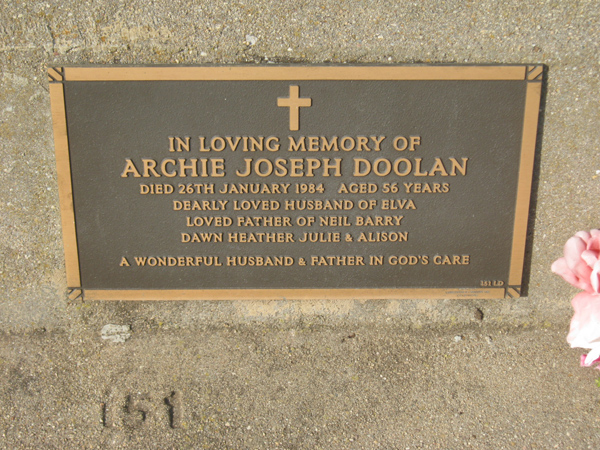 IN LOVING MEMORY OF
ARCHIE JOSEPH DOOLAN
DIED 26TH JANUARY 1984 AGED 56 YEARS
DEARLY LOVED HUSBAND OF ELVA
LOVED FATHER OF NEIL BARRY
DAWN HEATHER JULIE & ALISON
A WONDERFUL HUSBAND & FATHER IN GOD'S CARE
151 LD
151